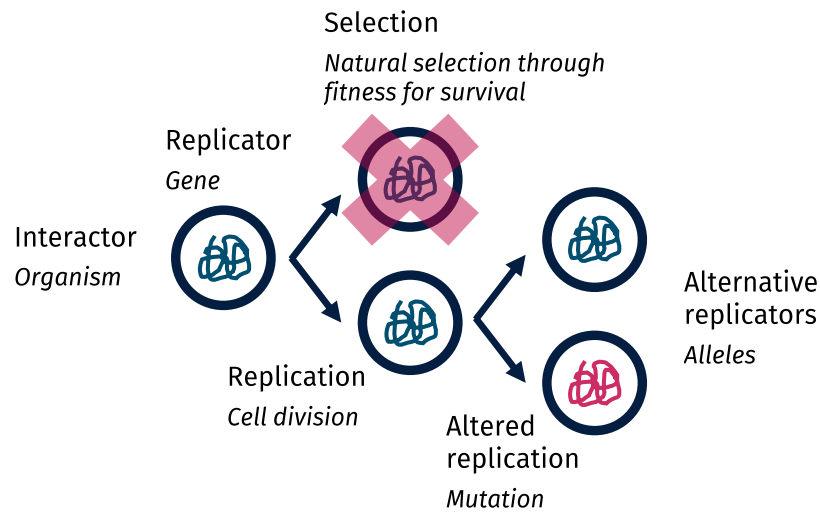 Selection
Natural selection through
fitness for survival
Replicator
Gene
Interactor
Organism
Replication
Cell division
Altered
replication
Mutation
Alternative
replicators
Alleles